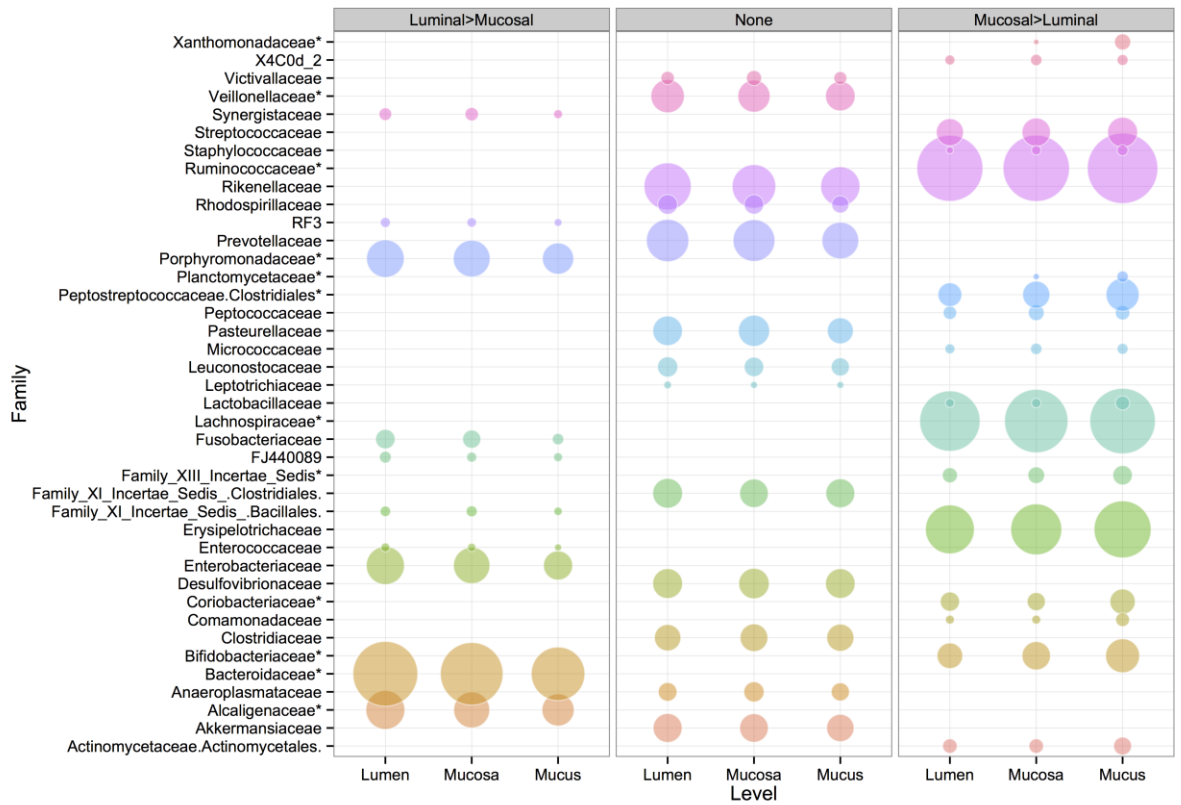 Luminal>Mucosal
None
Mucosal>Luminal
Family
Xanthomonadaceae*
X4C0d_2
Victivallaceae
Veillonellaceae*
Synergistaceae
Streptococcaceae
Staphylococcaceae
Ruminococcaceae*
Rikenellaceae
Rhodospirillaceae
RF3
Prevotellaceae
Porphyromonadaceae*
Planctomycetaceae*
Peptostreptococcaceae.Clostridiales*
Peptococcaceae
Pasteurellaceae
Micrococcaceae
Leuconostocaceae
Leptotrichiaceae
Lactobacillaceae
Lachnospiraceae*
Fusobacteriaceae
FJ440089
Family_XIII_Incertae_Sedis*
Family_XI_Incertae_Sedis_.Clostridiales.
Family_XI_Incertae_Sedis_.Bacillales.
Erysipelotrichaceae
Enterococcaceae
Enterobacteriaceae
Desulfovibrionaceae
Coriobacteriaceae*
Comamonadaceae
Clostridiaceae
Bifidobacteriaceae*
Bacteroidaceae*
Anaeroplasmataceae
Alcaligenaceae*
Akkermansiaceae
Actinomycetaceae.Actinomycetales.
Lumen Mucosa Mucus
Lumen Mucosa Mucus
Lumen Mucosa Mucus
Level